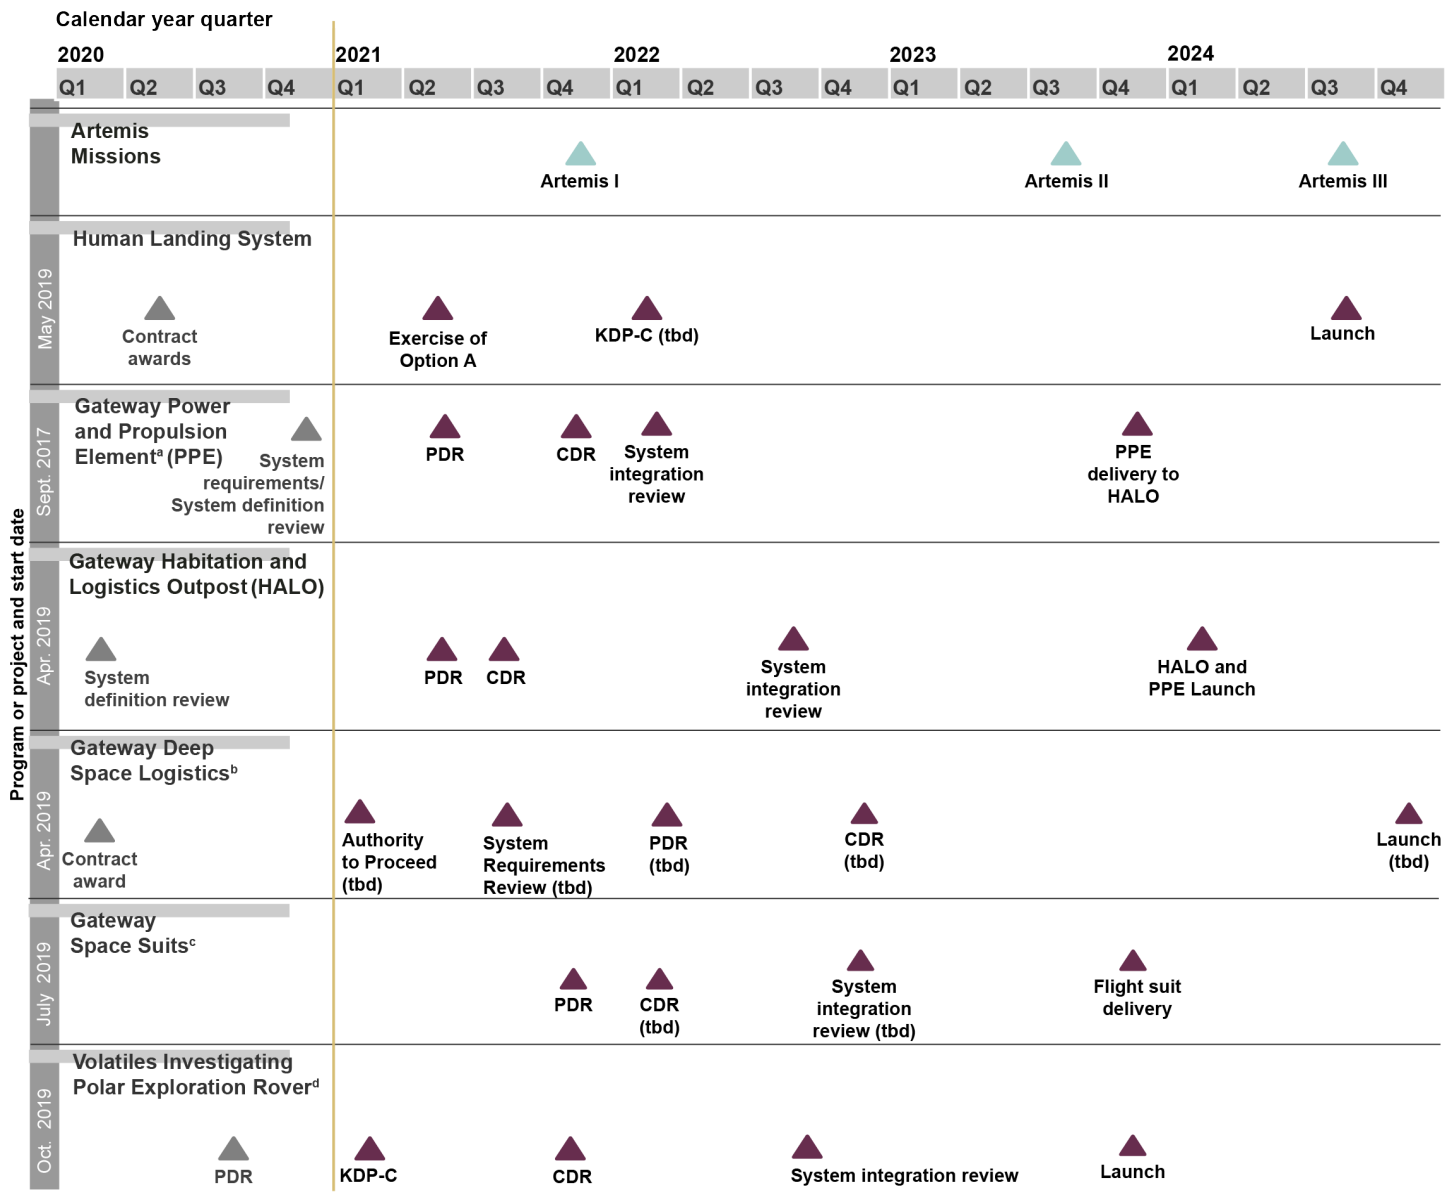 Calendar year quarter
2020 2021 2022 2023 2024
Q1 Q2 Q3 Q4 Q1 Q2 Q3 Q4 Q1 Q2 Q3 Q4 Q1 Q2 Q3 Q4 Q1 Q2 Q3 Q4
Program or project and start date
Artemis
Missions
Artemis I
Artemis II
Artemis III
May 2019
Human Landing System
Contract
awards
Exercise of
Option A
KDP-C (tbd)
Launch
Sept. 2017
Gateway Power
and Propulsion
Elementᵃ (PPE)
System
requirements/
System definition
review
PDR
CDR
System
integration
review
PPE
delivery to
HALO
Apr. 2019
Gateway Habitation and
Logistics Outpost (HALO)
System
definition review
PDR
CDR
System
integration
review
HALO and
PPE Launch
Apr. 2019
Gateway Deep
Space Logisticsᵇ
Contract
award
Authority
to Proceed
(tbd)
System
Requirements
Review (tbd)
PDR
(tbd)
CDR
(tbd)
Launch
(tbd)
July 2019
Gateway
Space Suitsᶜ
PDR
CDR
(tbd)
System
integration
review (tbd)
Flight suit
delivery
Oct. 2019
Volatiles Investigating
Polar Exploration Roverᵈ
PDR
KDP-C
CDR
System integration review
Launch